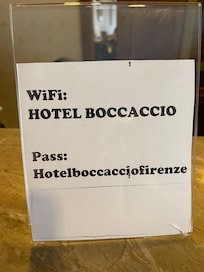 WiFi:
HOTEL BOCCACCIO
Pass:
Hotelboccacciofirenze